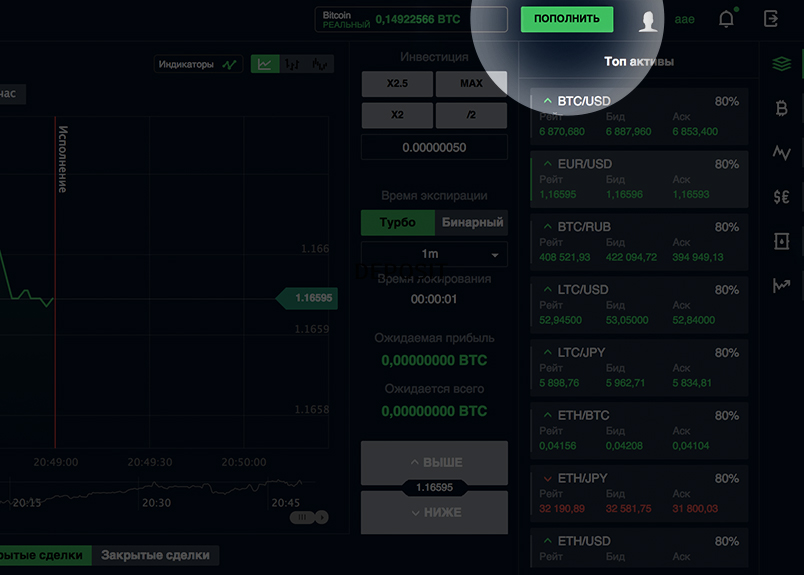 Bitcoin
РЕАЛЬНЫЙ
0,14922566 BTC
ПОПОЛНИТЬ
aae
Индикаторы
час
Исполнение
1.166
1.16595
1.1659
1.1658
20:49:00 20:49:30 20:50:00
20:15 20:30 20:45
рытые сделки Закрытые сделки
Инвестиция
X2.5 MAX
X2 /2
0.00000050
Время экспирации
Турбо Бинарный
1m
Время локирования
00:00:01
Ожидаемая прибыль
0,00000000 BTC
Ожидается всего
0,00000000 BTC
ВЫШЕ
1.16595
НИЖЕ
Топ активы
BTC/USD 80%
Рейт Бид Аск
6 870,680 6 887,960 6 853,400
EUR/USD 80%
Рейт Бид Аск
1,16595 1,16596 1,16593
BTC/RUB 80%
Рейт Бид Аск
408 521,93 422 094,72 394 949,13
LTC/USD 80%
Рейт Бид Аск
52,94500 53,05000 52,84000
LTC/JPY 80%
Рейт Бид Аск
5 898,76 5 962,71 5 834,81
ETH/BTC 80%
Рейт Бид Аск
0,04156 0,04208 0,04104
ETH/JPY 80%
Рейт Бид Аск
32 190,89 32 581,75 31 800,03
ETH/USD 80%
Рейт Бид Аск